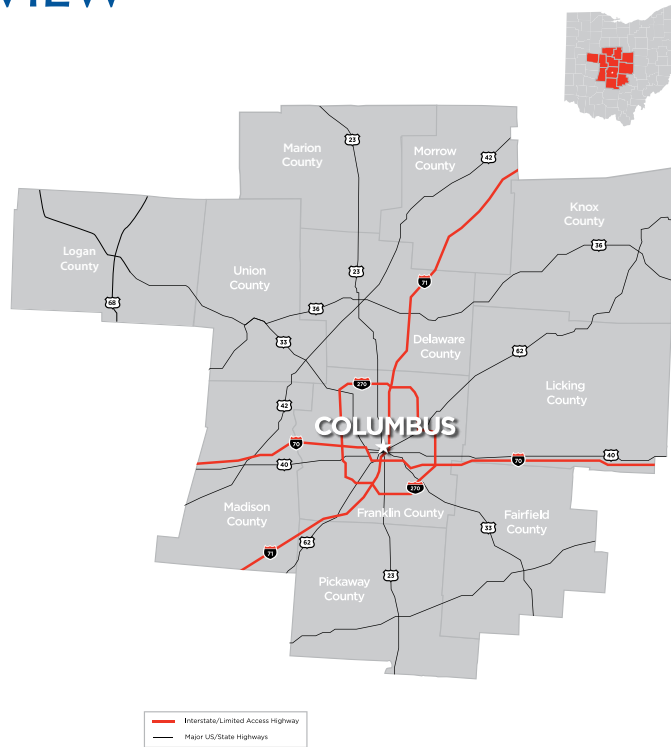 23
Marion
County
Morrow
County
42
Knox
County
36
Logan
County
Union
County
23
71
68
36
33
Delaware
County
62
270
Licking
County
42
COLUMBUS
70
40
70
40
270
Madison
County
Franklin County
Fairfield
County
33
62
71
Pickaway
County
23
Interstate/Limited Access Highway
Major US/State Highways